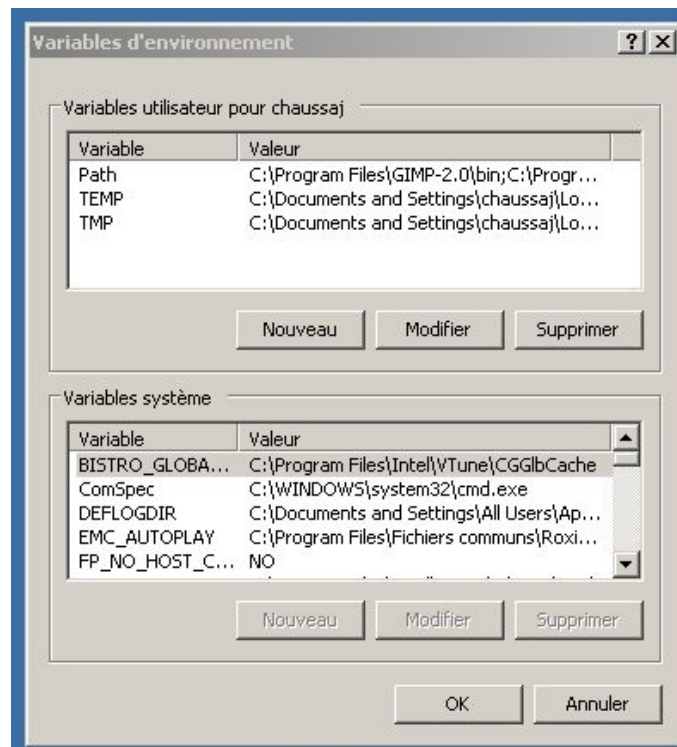 Variables d'environnement
Variables utilisateur pour chaussaj
Variable Valeur
Path C:\Program Files\GIMP-2.0\bin;C:\Progr...
TEMP C:\Documents and Settings\chaussaj\Lo...
TMP C:\Documents and Settings\chaussaj\Lo...
Nouveau Modifier Supprimer
Variables système
Variable Valeur
BISTRO_GLOBA... C:\Program Files\Intel\VTune\CGGlbCache
ComSpec C:\WINDOWS\system32\cmd.exe
DEFLOGDIR C:\Documents and Settings\All Users\Ap...
EMC_AUTOPLAY C:\Program Files\Fichiers communs\Roxi...
FP_NO_HOST_C... NO
Nouveau Modifier Supprimer
OK Annuler